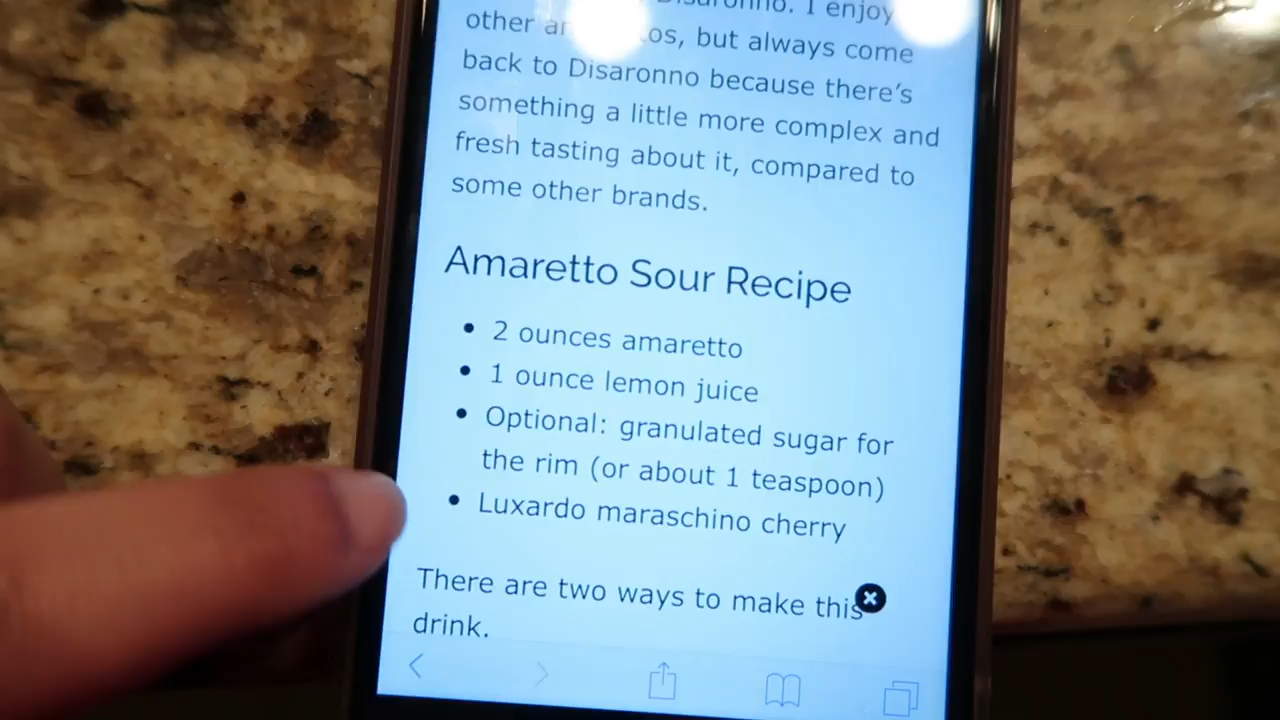 Disaronno. I enjoy
other os, but always come
back to Disaronno because there's
something a little more complex and
fresh tasting about it, compared to
some other brands.
Amaretto Sour Recipe
• 2 ounces amaretto
• 1 ounce lemon juice
• Optional: granulated sugar for
the rim (or about 1 teaspoon)
• Luxardo maraschino cherry
There are two ways to make this
drink.